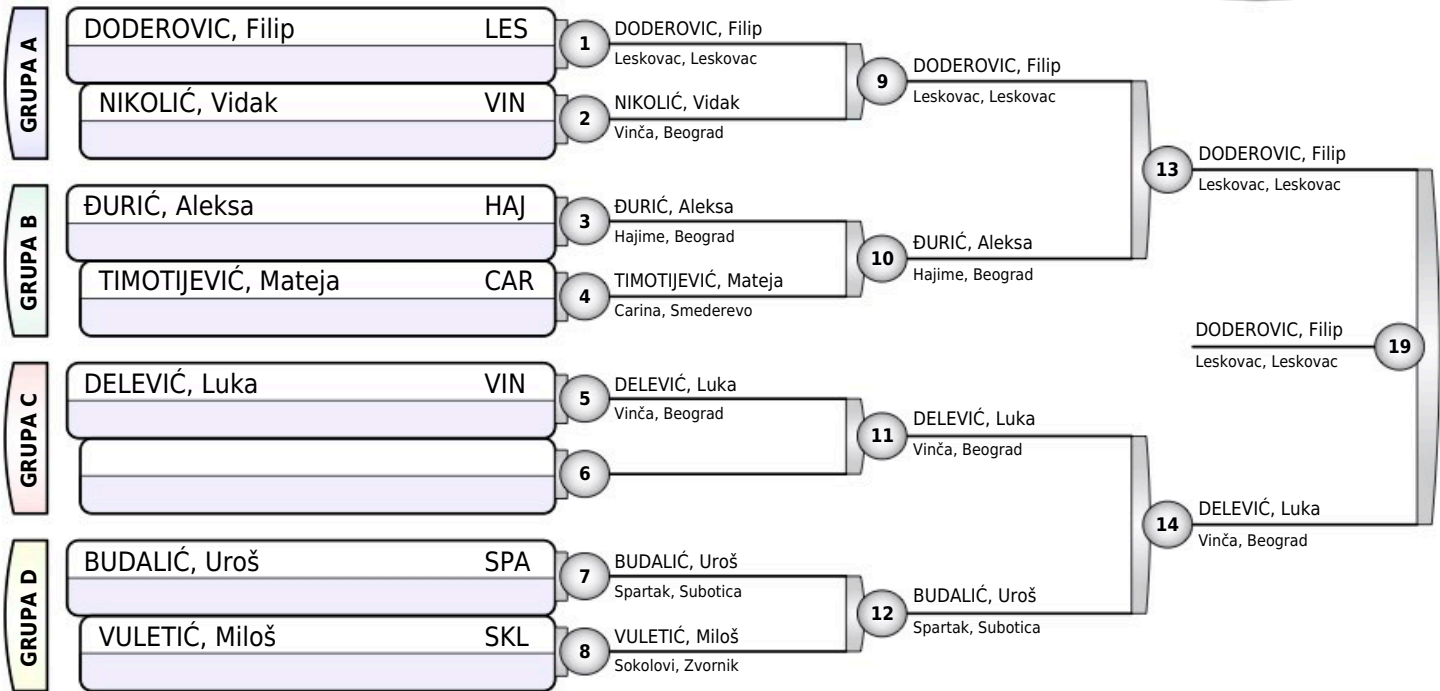 GRUPA A
DODEROVIC, Filip LES
NIKOLIĆ, Vidak VIN
GRUPA B
ĐURIĆ, Aleksa HAJ
TIMOTIJEVIĆ, Mateja CAR
GRUPA C
DELEVIĆ, Luka VIN
GRUPA D
BUDALIĆ, Uroš SPA
VULETIĆ, Miloš SKL
1 DODEROVIC, Filip
Leskovac, Leskovac
2 NIKOLIĆ, Vidak
Vinča, Beograd
3 ĐURIĆ, Aleksa
Hajime, Beograd
4 TIMOTIJEVIĆ, Mateja
Carina, Smederevo
5 DELEVIĆ, Luka
Vinča, Beograd
6
7 BUDALIĆ, Uroš
Spartak, Subotica
8 VULETIĆ, Miloš
Sokolovi, Zvornik
9 DODEROVIC, Filip
Leskovac, Leskovac
10 ĐURIĆ, Aleksa
Hajime, Beograd
11 DELEVIĆ, Luka
Vinča, Beograd
12 BUDALIĆ, Uroš
Spartak, Subotica
13 DODEROVIC, Filip
Leskovac, Leskovac
14 DELEVIĆ, Luka
Vinča, Beograd
DODEROVIC, Filip 19
Leskovac, Leskovac